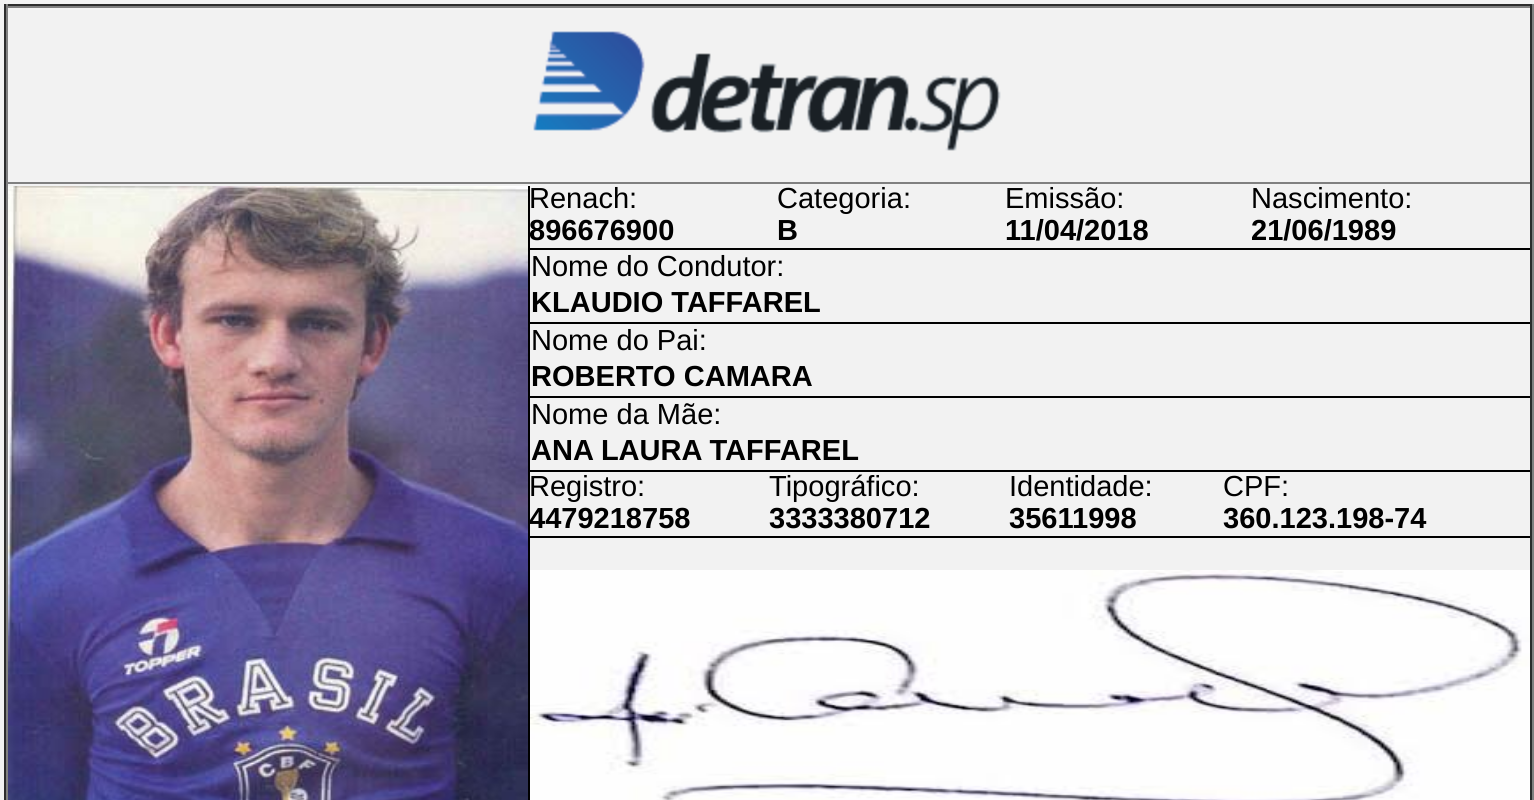 detran.sp
Renach: Categoria: Emissão: Nascimento:
896676900 B 11/04/2018 21/06/1989
Nome do Condutor:
KLAUDIO TAFFAREL
Nome do Pai:
ROBERTO CAMARA
Nome da Mãe:
ANA LAURA TAFFAREL
Registro: Tipográfico: Identidade: CPF:
4479218758 3333380712 35611998 360.123.198-74
TOPPER
BRASIL
CBF